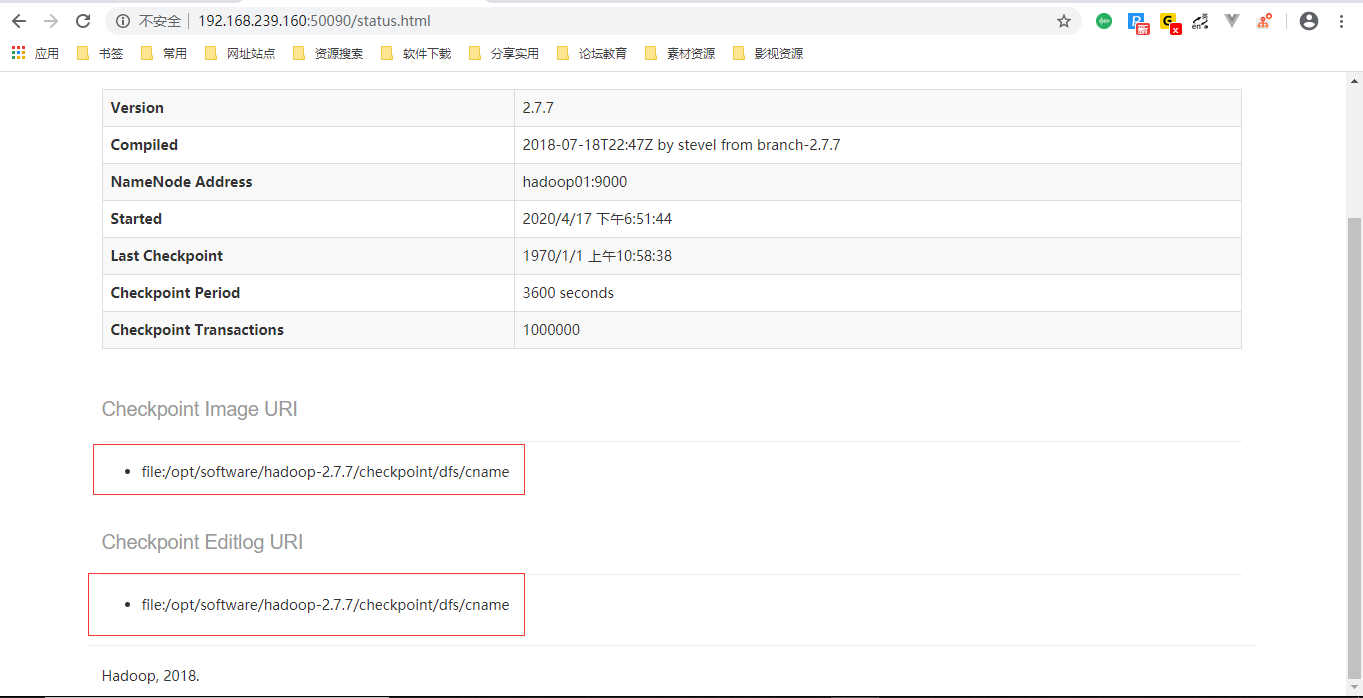 不安全 192.168.239.160:50090/status.html
应用 书签 常用 网址站点 资源搜索 软件下载 分享实用 论坛教育 素材资源 影视资源
Version 2.7.7
Compiled 2018-07-18T22:47Z by stevel from branch-2.7.7
NameNode Address hadoop01:9000
Started 2020/4/17 下午6:51:44
Last Checkpoint 1970/1/1 上午10:58:38
Checkpoint Period 3600 seconds
Checkpoint Transactions 1000000
Checkpoint Image URI
• file:/opt/software/hadoop-2.7.7/checkpoint/dfs/cname
Checkpoint Editlog URI
• file:/opt/software/hadoop-2.7.7/checkpoint/dfs/cname
Hadoop, 2018.